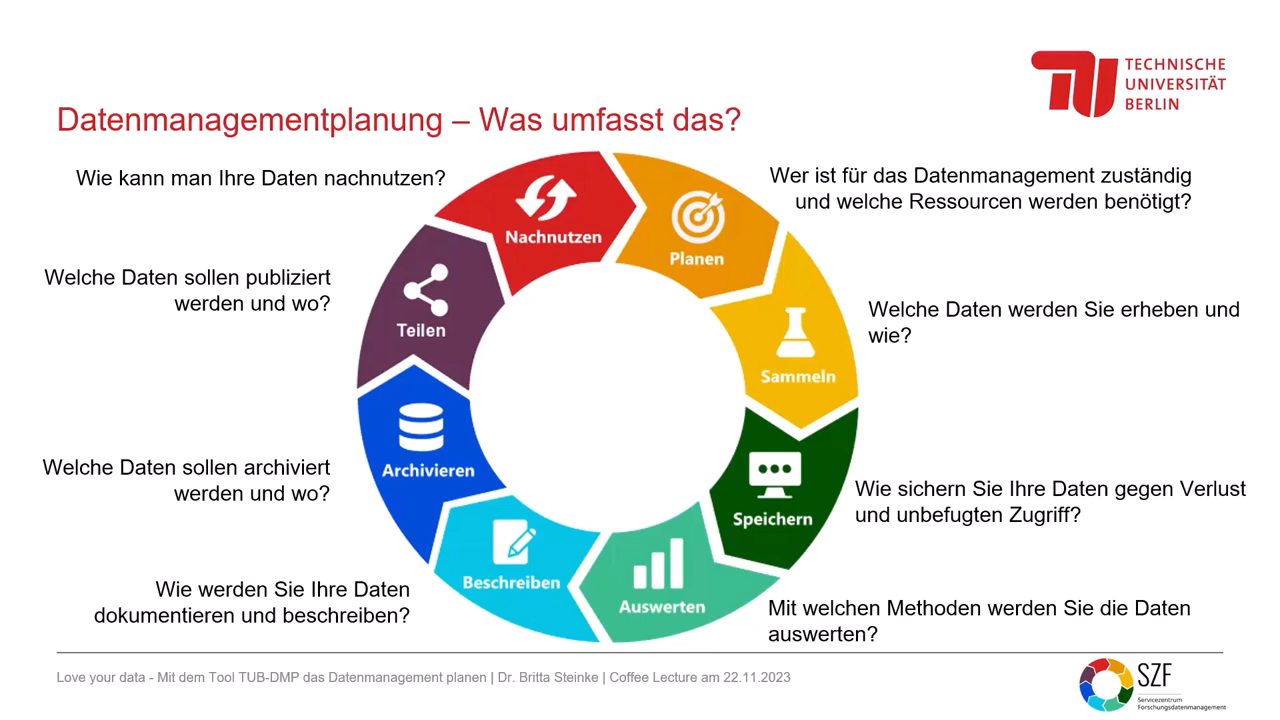 TECHNISCHE
UNIVERSITÄT
BERLIN
Datenmanagementplanung – Was umfasst das?
Wie kann man Ihre Daten nachnutzen?
Wer ist für das Datenmanagement zuständig
und welche Ressourcen werden benötigt?
Nachnutzen
Planen
Welche Daten sollen publiziert
werden und wo?
Teilen
Welche Daten werden Sie erheben und
wie?
Sammeln
Welche Daten sollen archiviert
werden und wo?
Archivieren
Wie sichern Sie Ihre Daten gegen Verlust
und unbefugten Zugriff?
Speichern
Wie werden Sie Ihre Daten
dokumentieren und beschreiben?
Beschreiben
Auswerten
Mit welchen Methoden werden Sie die Daten
auswerten?
Love your data - Mit dem Tool TUB-DMP das Datenmanagement planen | Dr. Britta Steinke | Coffee Lecture am 22.11.2023
SZF
Servicezentrum
Forschungsdatenmanagement